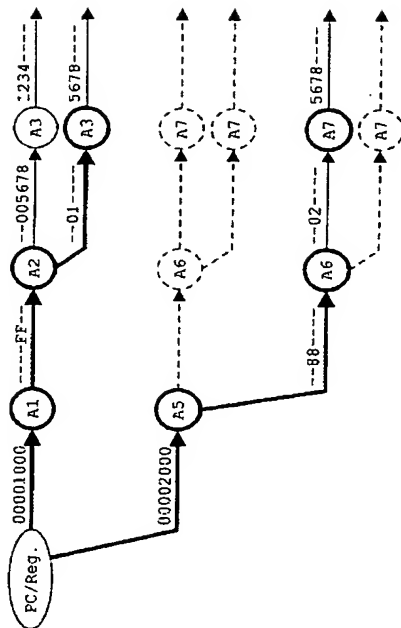 00001000
-----FF-----
--005678
1234------
PC/Reg.
A1
A2
A3
--01------
5678------
A3
00002000
A5
A6
A7
A7
--88------
--02----
5678------
A6
A7
A7